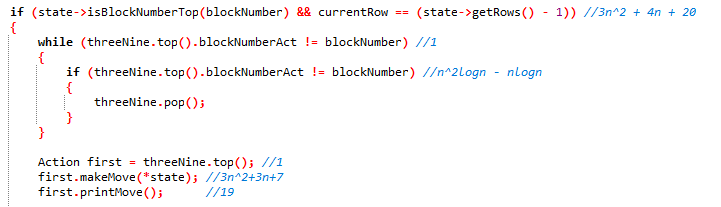 if (state->isBlockNumberTop(blockNumber) && currentRow == (state->getRows() - 1)) //3n^2 + 4n + 20
{
while (threeNine.top().blockNumberAct != blockNumber) //1
{
if (threeNine.top().blockNumberAct != blockNumber) //n^2logn - nlogn
{
threeNine.pop();
}
}
Action first = threeNine.top(); //1
first.makeMove(*state); //3n^2+3n+7
first.printMove(); //19